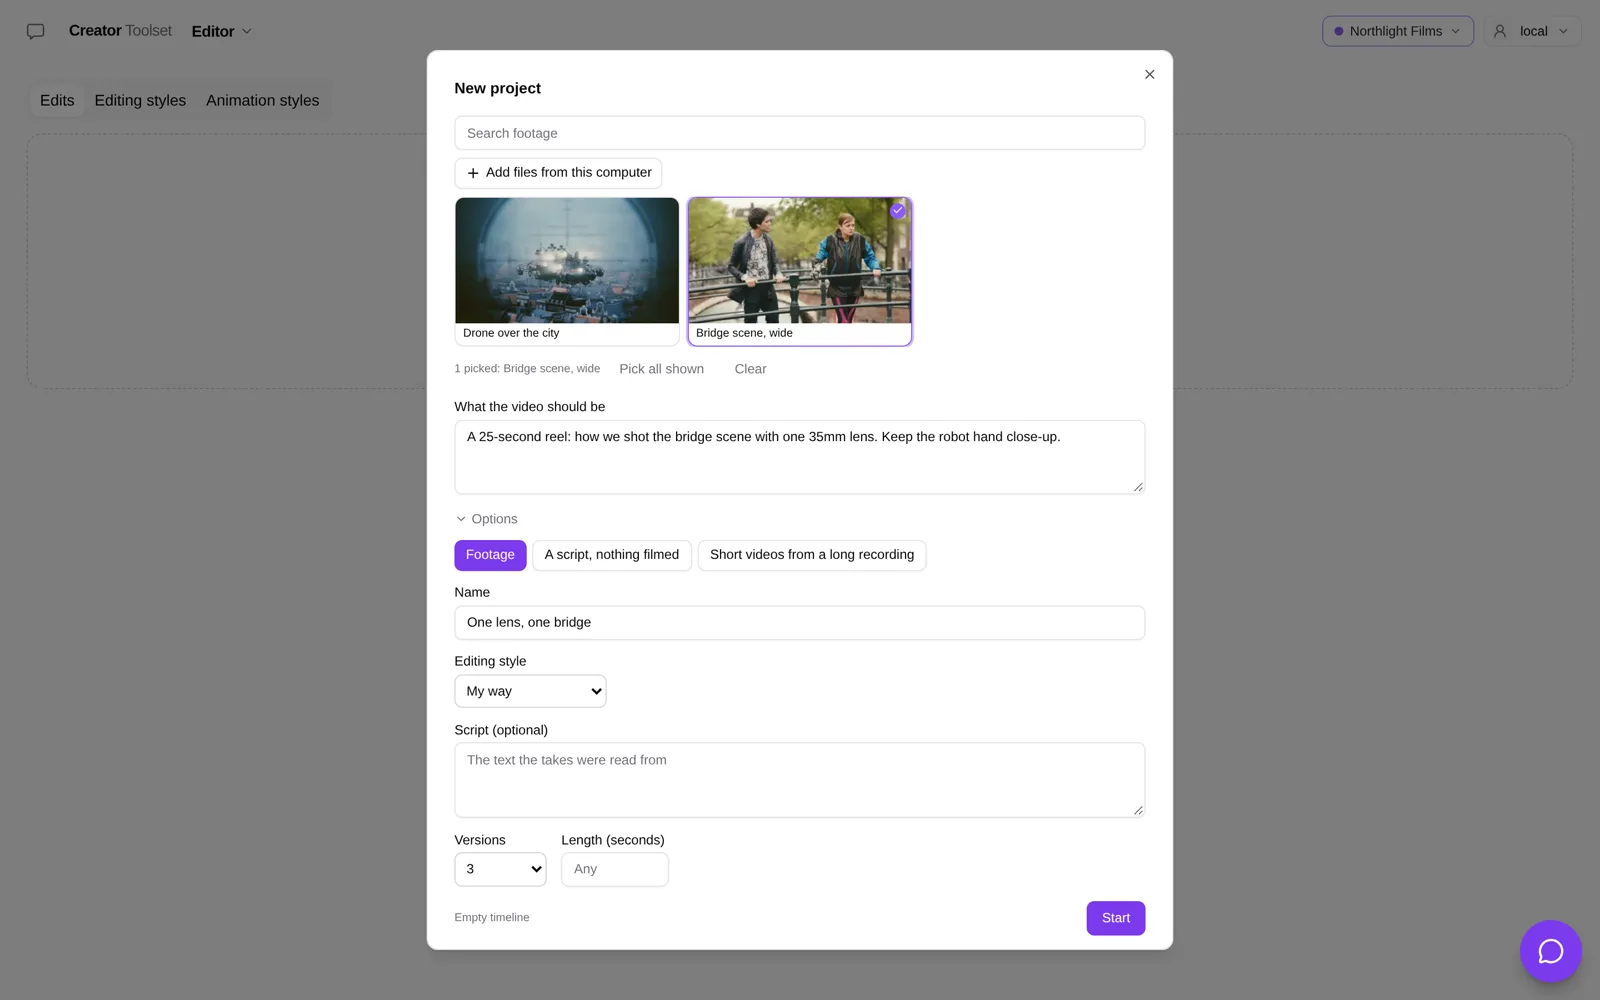 Creator Toolset
Editor
Northlight Films
local
Edits
Editing styles
Animation styles
New project
Search footage
Add files from this computer
Drone over the city
Bridge scene, wide
1 picked: Bridge scene, wide
Pick all shown
Clear
What the video should be
A 25-second reel: how we shot the bridge scene with one 35mm lens. Keep the robot hand close-up.
Options
Footage
A script, nothing filmed
Short videos from a long recording
Name
One lens, one bridge
Editing style
My way
Script (optional)
The text the takes were read from
Versions
Length (seconds)
3
Any
Empty timeline
Start